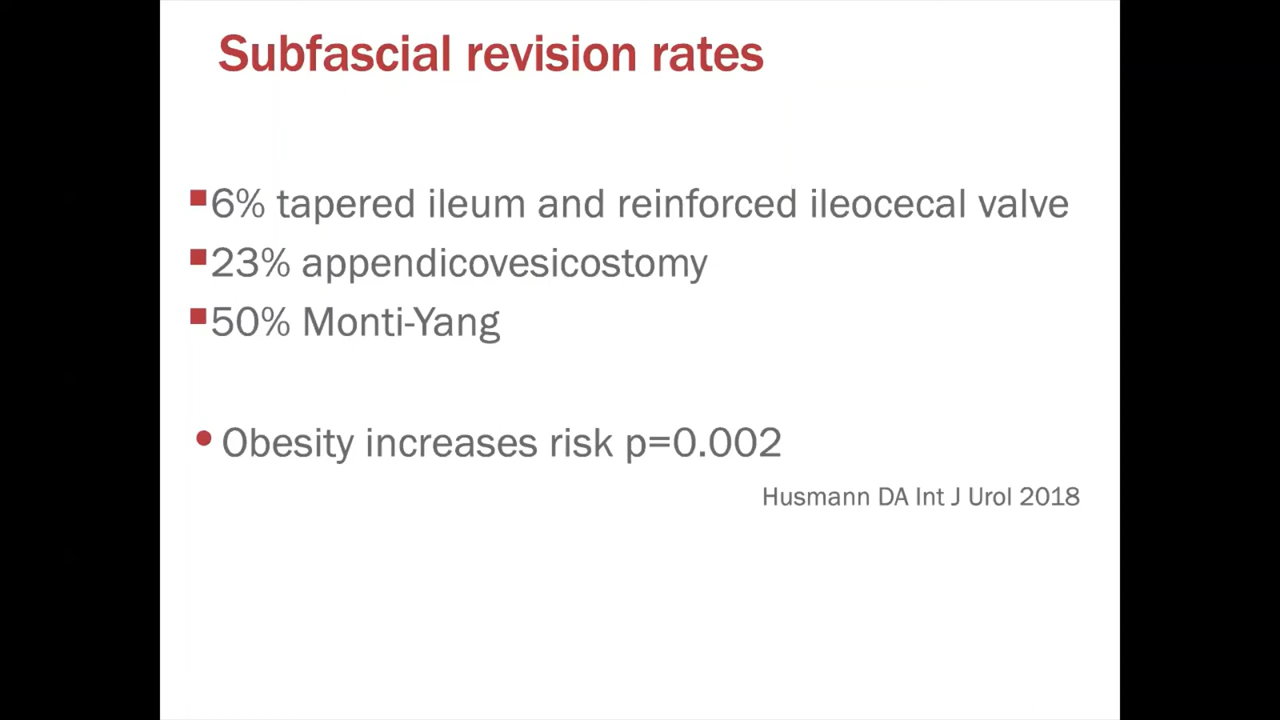 Subfascial revision rates
6% tapered ileum and reinforced ileocecal valve
23% appendicovesicostomy
50% Monti-Yang
Obesity increases risk p=0.002
Husmann DA Int J Urol 2018